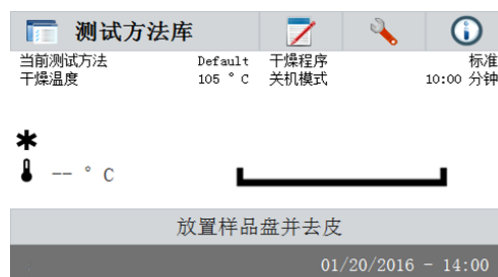 测试方法库
当前测试方法 Default 干燥程序 标准
干燥温度 105 ° C 关机模式 10:00 分钟
-- ° C
放置样品盘并去皮
01/20/2016 - 14:00